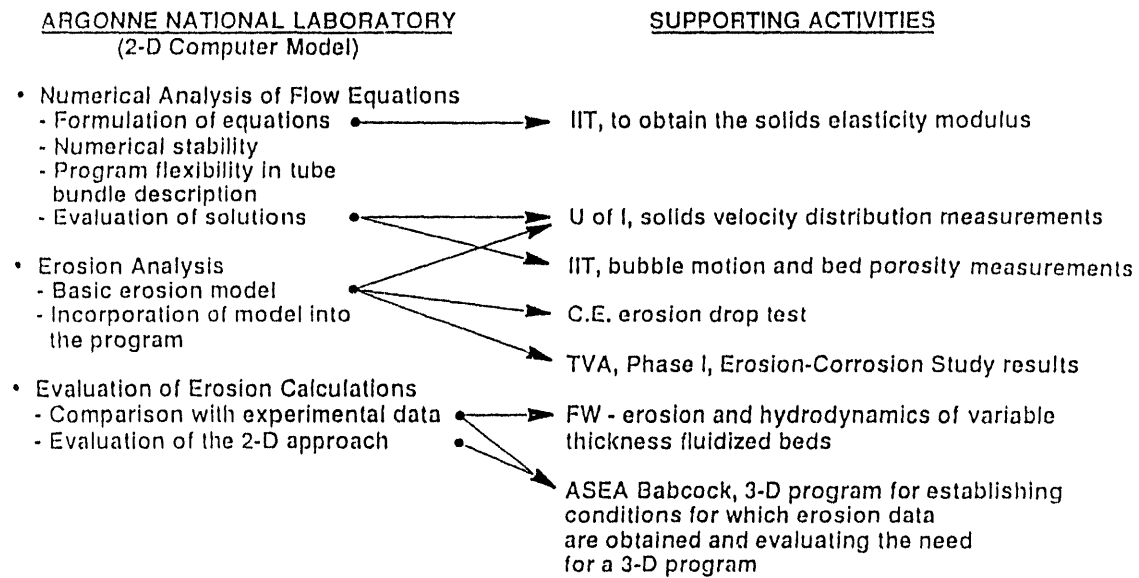 ARGONNE NATIONAL LABORATORY
(2-D Computer Model)
• Numerical Analysis of Flow Equations
- Formulation of equations
- Numerical stability
- Program flexibility in tube
bundle description
- Evaluation of solutions
• Erosion Analysis
- Basic erosion model
- Incorporation of model into
the program
• Evaluation of Erosion Calculations
- Comparison with experimental data
- Evaluation of the 2-D approach
SUPPORTING ACTIVITIES
IIT, to obtain the solids elasticity modulus
U of I, solids velocity distribution measurements
IIT, bubble motion and bed porosity measurements
C.E. erosion drop test
TVA, Phase I, Erosion-Corrosion Study results
FW - erosion and hydrodynamics of variable
thickness fluidized beds
ASEA Babcock, 3-D program for establishing
conditions for which erosion data
are obtained and evaluating the need
for a 3-D program